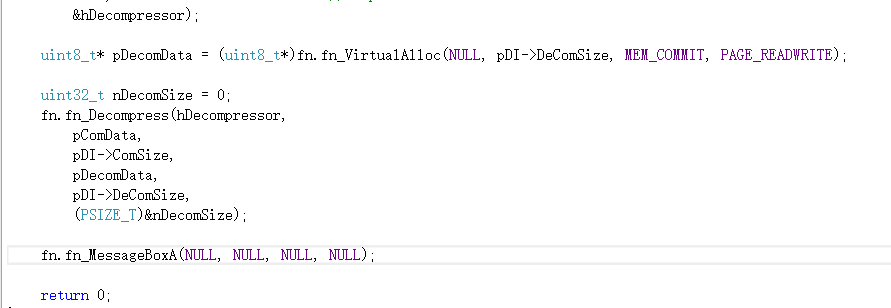 &hDecompressor);
uint8_t* pDecomData = (uint8_t*)fn.fn_VirtualAlloc(NULL, pDI->DeComSize, MEM_COMMIT, PAGE_READWRITE);
uint32_t nDecomSize = 0;
fn.fn_Decompress(hDecompressor,
pComData,
pDI->ComSize,
pDecomData,
pDI->DeComSize,
(PSIZE_T)&nDecomSize);
fn.fn_MessageBoxA(NULL, NULL, NULL, NULL);
return 0;